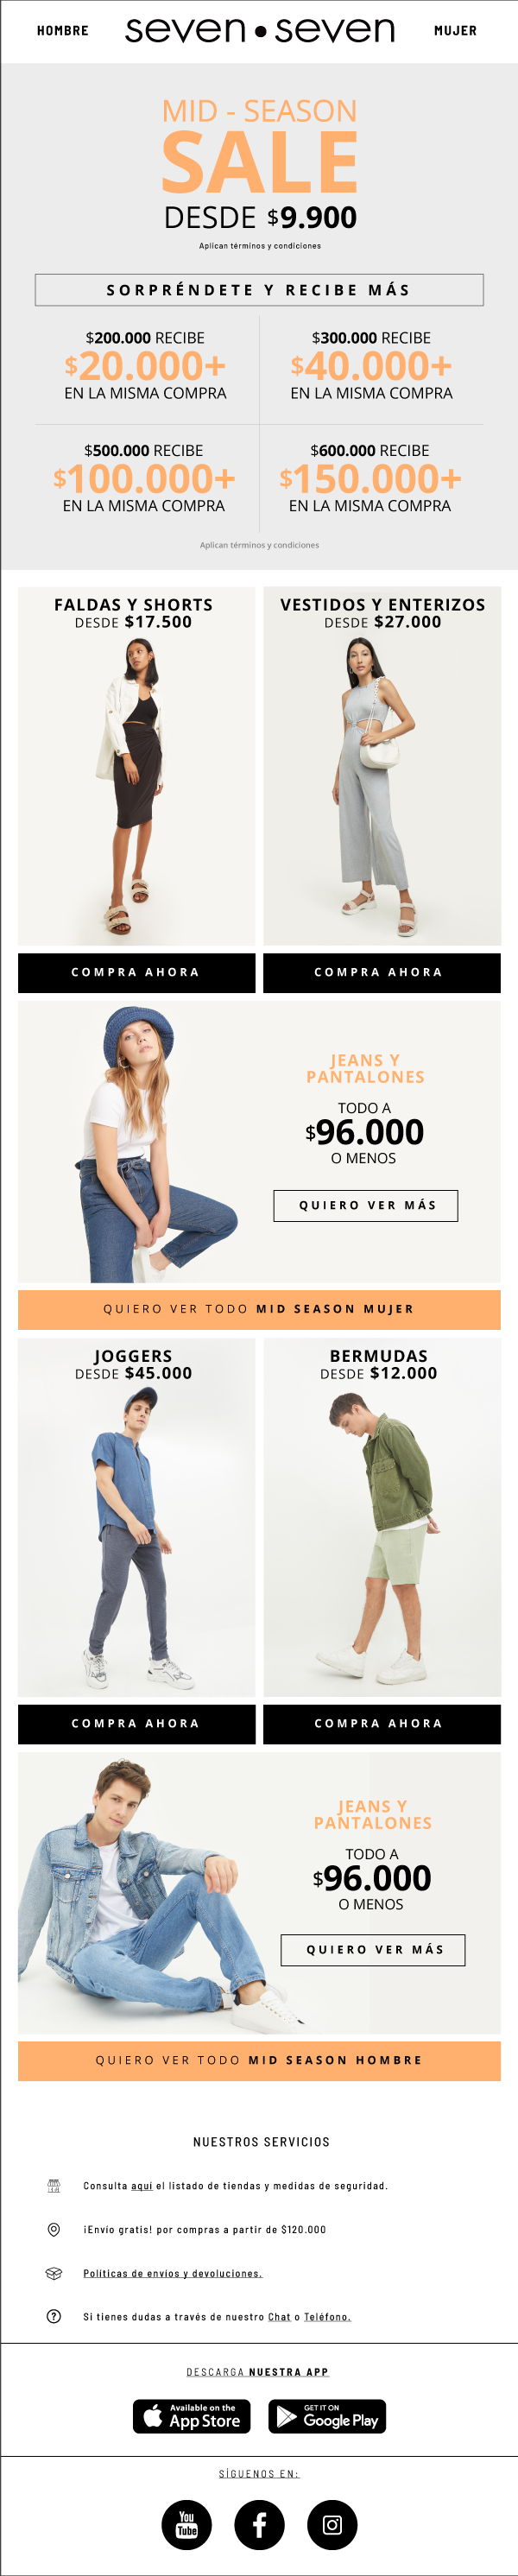 HOMBRE
seven•seven
MUJER
MID - SEASON
SALE
DESDE $9.900
Aplican términos y condiciones
SORPRÉNDETE Y RECIBE MÁS
$200.000 RECIBE
$20.000+
EN LA MISMA COMPRA
$300.000 RECIBE
$40.000+
EN LA MISMA COMPRA
$500.000 RECIBE
$100.000+
EN LA MISMA COMPRA
$600.000 RECIBE
$150.000+
EN LA MISMA COMPRA
Aplican términos y condiciones
FALDAS Y SHORTS
DESDE $17.500
VESTIDOS Y ENTERIZOS
DESDE $27.000
COMPRA AHORA
COMPRA AHORA
JEANS Y
PANTALONES
TODO A
$96.000
O MENOS
QUIERO VER MÁS
QUIERO VER TODO MID SEASON MUJER
JOGGERS
DESDE $45.000
BERMUDAS
DESDE $12.000
COMPRA AHORA
COMPRA AHORA
JEANS Y
PANTALONES
TODO A
$96.000
O MENOS
QUIERO VER MÁS
QUIERO VER TODO MID SEASON HOMBRE
NUESTROS SERVICIOS
Consulta aquí el listado de tiendas y medidas de seguridad.
¡Envío gratis! por compras a partir de $120.000
Políticas de envíos y devoluciones.
Si tienes dudas a través de nuestro Chat o Teléfono.
DESCARGA NUESTRA APP
Available on the
App Store
GET IT ON
Google Play
SÍGUENOS EN:
You
Tube